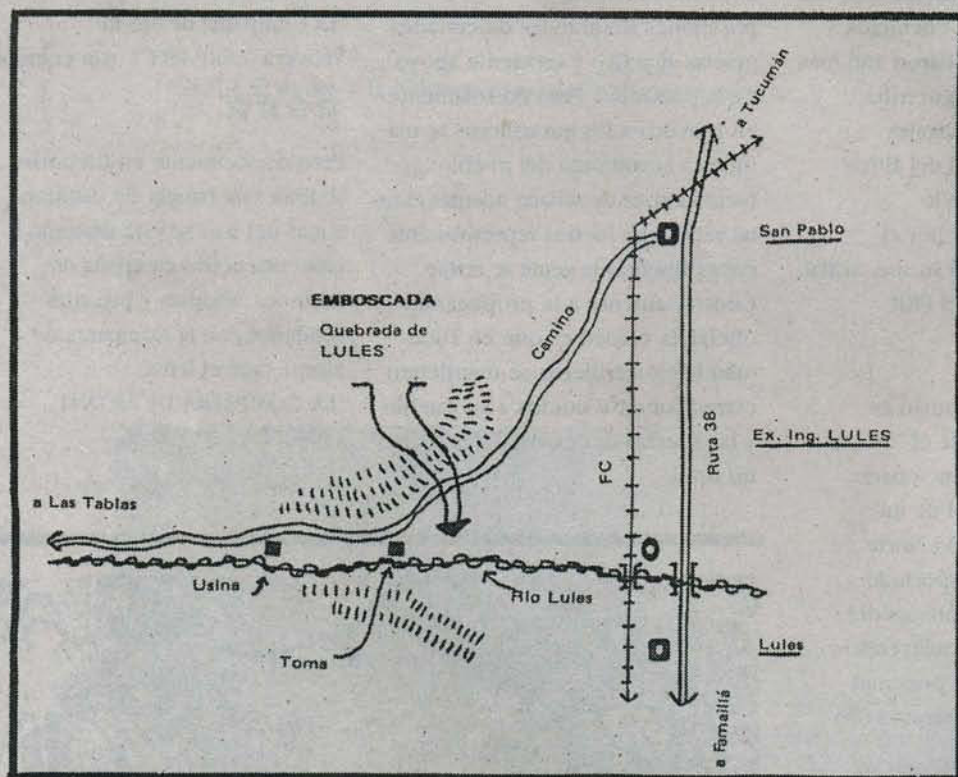 a Tucumán
San Pablo
EMBOSCADA
Quebrada de
LULES
Camino
Ruta 38
FC
Ex. Ing. LULES
a Las Tablas
Usina
Río Lules
Toma
Lules
a Famaillá